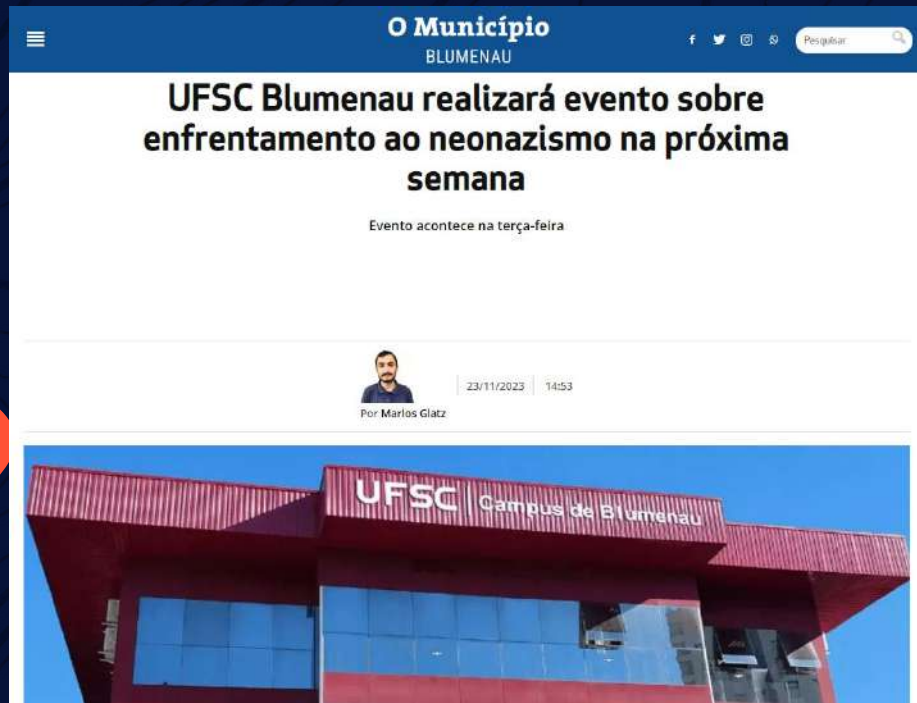 O Município
BLUMENAU
Pesquisar
UFSC Blumenau realizará evento sobre
enfrentamento ao neonazismo na próxima
semana
Evento acontece na terça-feira
23/11/2023 14:53
Por Marlos Glatz
UFSC Campus de Blumenau